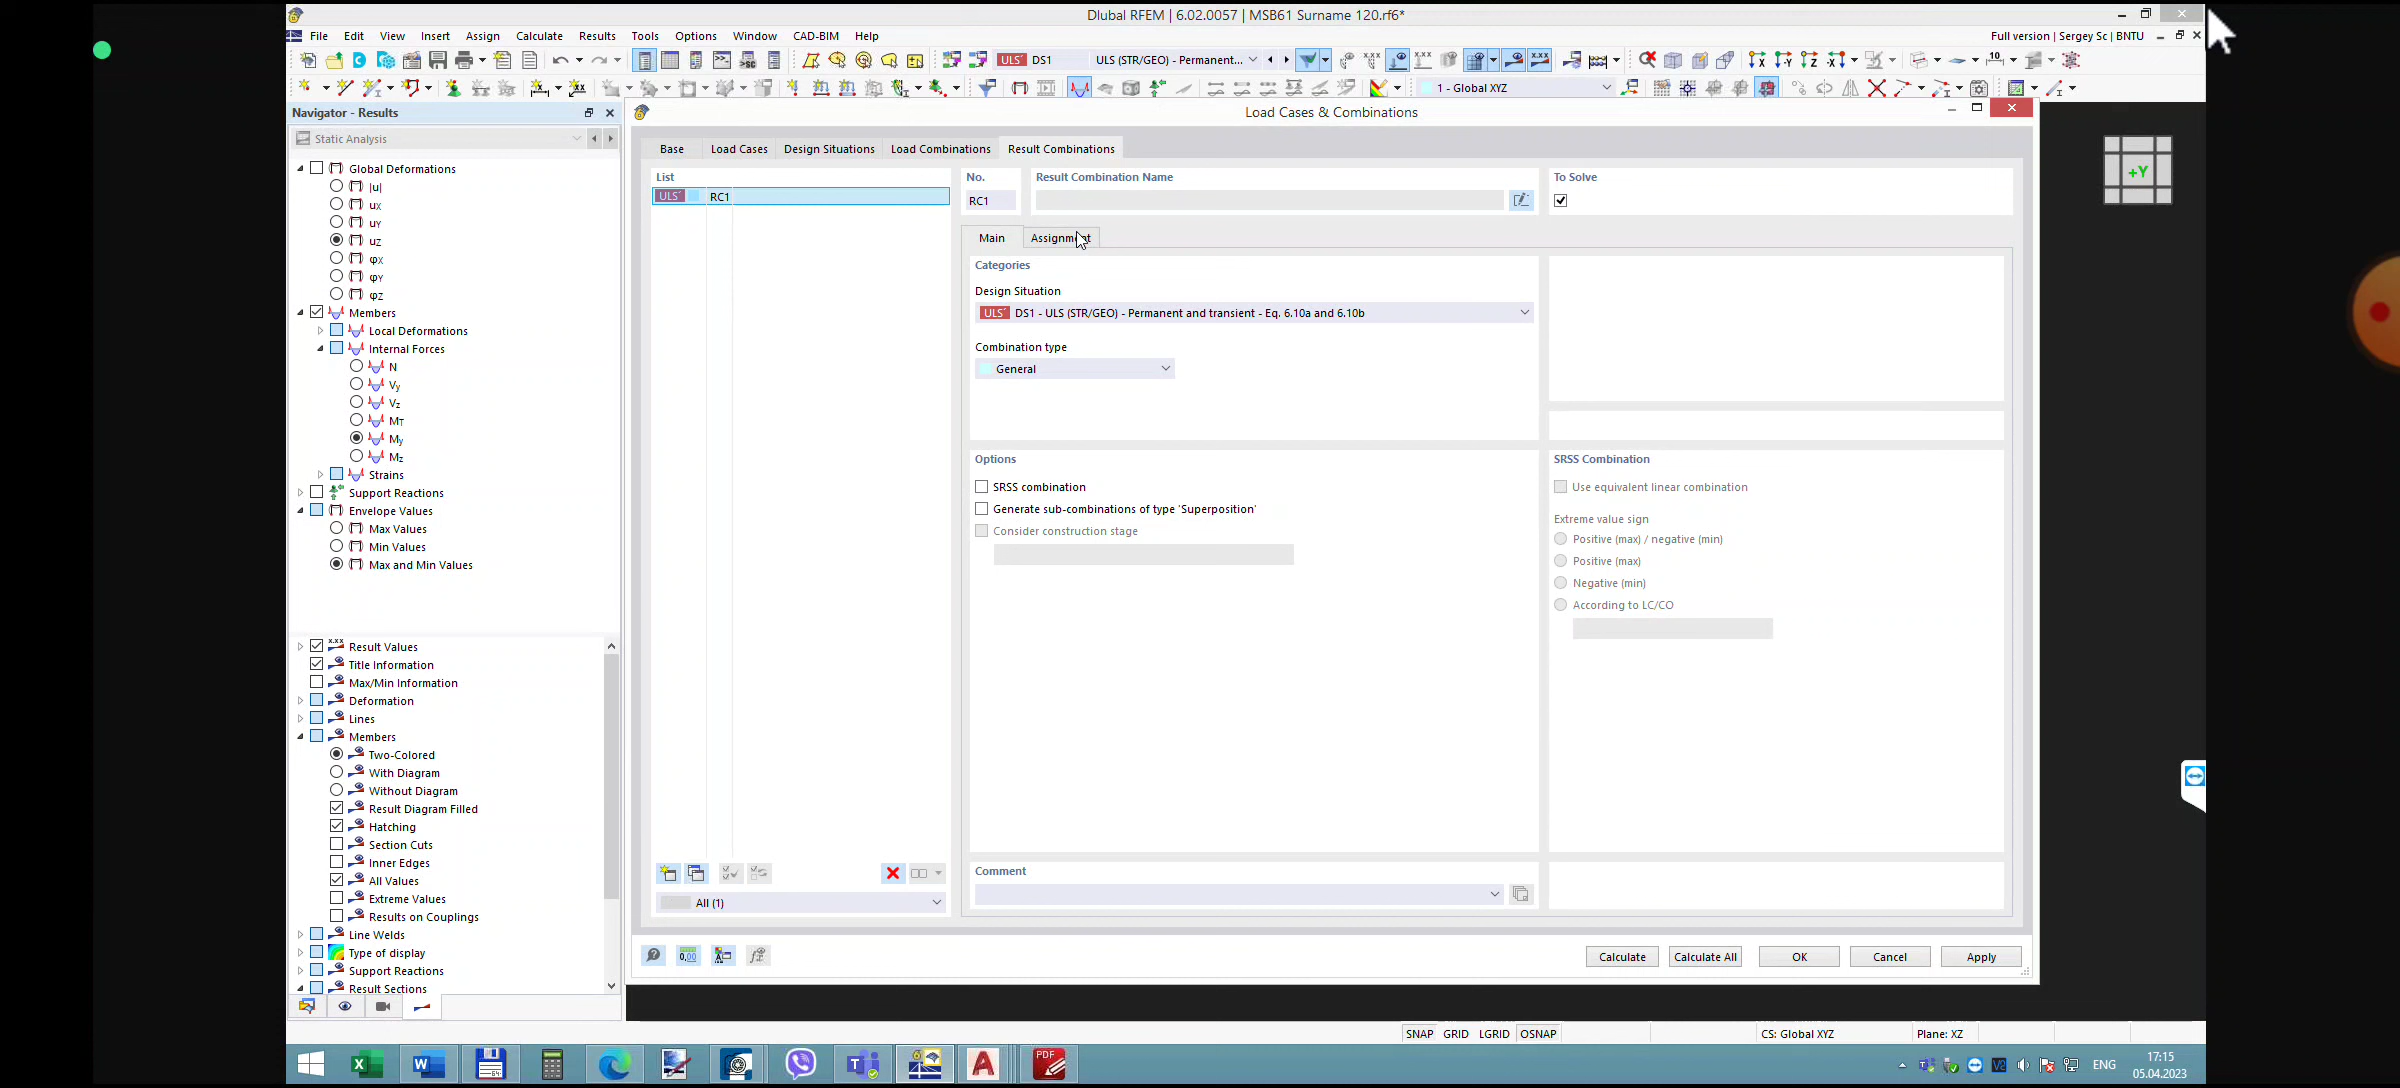 Dlubal RFEM | 6.02.0057 | MSB61 Surname 120.rf6*
File Edit View Insert Assign Calculate Results Tools Options Window CAD-BIM Help
Full version | Sergey Sc | BNTU
ULS DS1 ULS (STR/GEO) - Permanent...
1 - Global XYZ
Navigator - Results
Static Analysis
Global Deformations
|u|
uX
uY
uZ
φX
φY
φZ
Members
Local Deformations
Internal Forces
N
Vy
Vz
MT
My
Mz
Strains
Support Reactions
Envelope Values
Max Values
Min Values
Max and Min Values
Result Values
Title Information
Max/Min Information
Deformation
Lines
Members
Two-Colored
With Diagram
Without Diagram
Result Diagram Filled
Hatching
Section Cuts
Inner Edges
All Values
Extreme Values
Results on Couplings
Line Welds
Type of display
Support Reactions
Result Sections
Load Cases & Combinations
Base Load Cases Design Situations Load Combinations Result Combinations
List
ULS RC1
All (1)
No.
RC1
Result Combination Name
To Solve
Main Assignment
Categories
Design Situation
ULS DS1 - ULS (STR/GEO) - Permanent and transient - Eq. 6.10a and 6.10b
Combination type
General
Options
SRSS combination
Generate sub-combinations of type 'Superposition'
Consider construction stage
SRSS Combination
Use equivalent linear combination
Extreme value sign
Positive (max) / negative (min)
Positive (max)
Negative (min)
According to LC/CO
Comment
Calculate Calculate All OK Cancel Apply
+Y
SNAP GRID LGRID OSNAP
CS: Global XYZ
Plane: XZ
PDF
ENG
17:15
05.04.2023